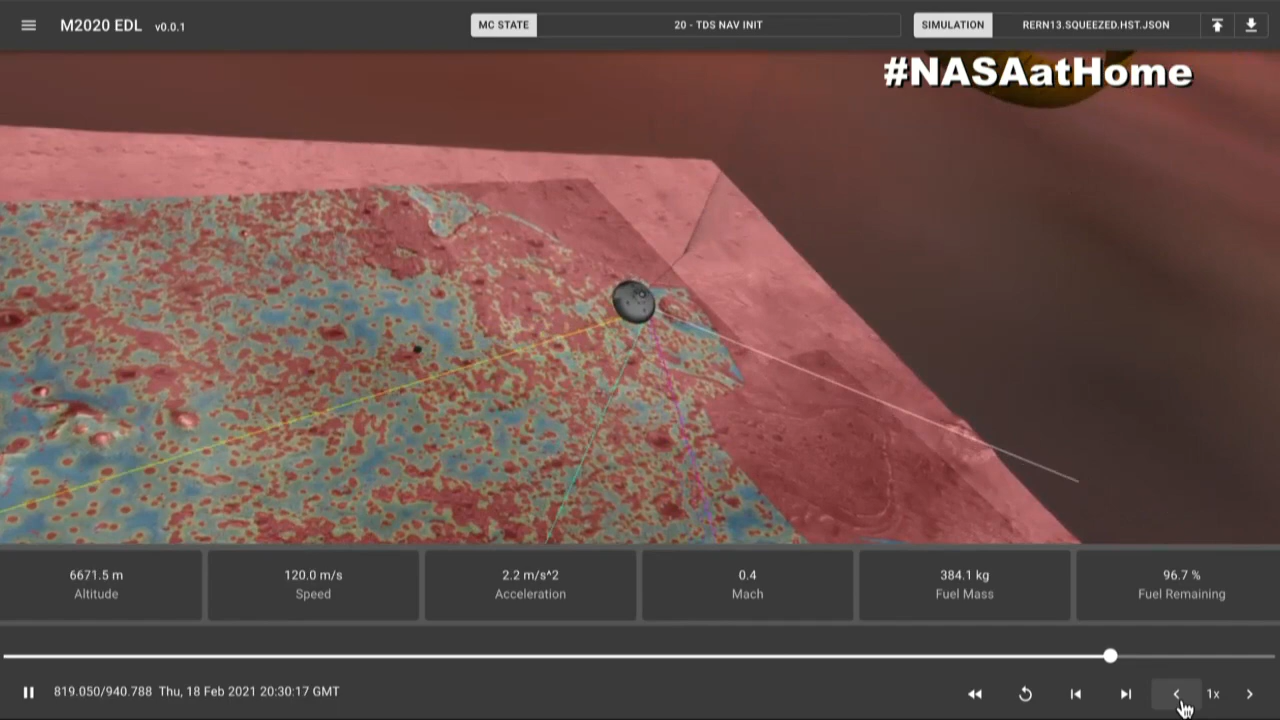 M2020 EDL v0.0.1
MC STATE
20 - TDS NAV INIT
SIMULATION
RERN13.SQUEEZED.HST.JSON
#NASAatHome
6671.5 m
Altitude
120.0 m/s
Speed
2.2 m/s^2
Acceleration
0.4
Mach
384.1 kg
Fuel Mass
96.7 %
Fuel Remaining
819.050/940.788 Thu, 18 Feb 2021 20:30:17 GMT
1x